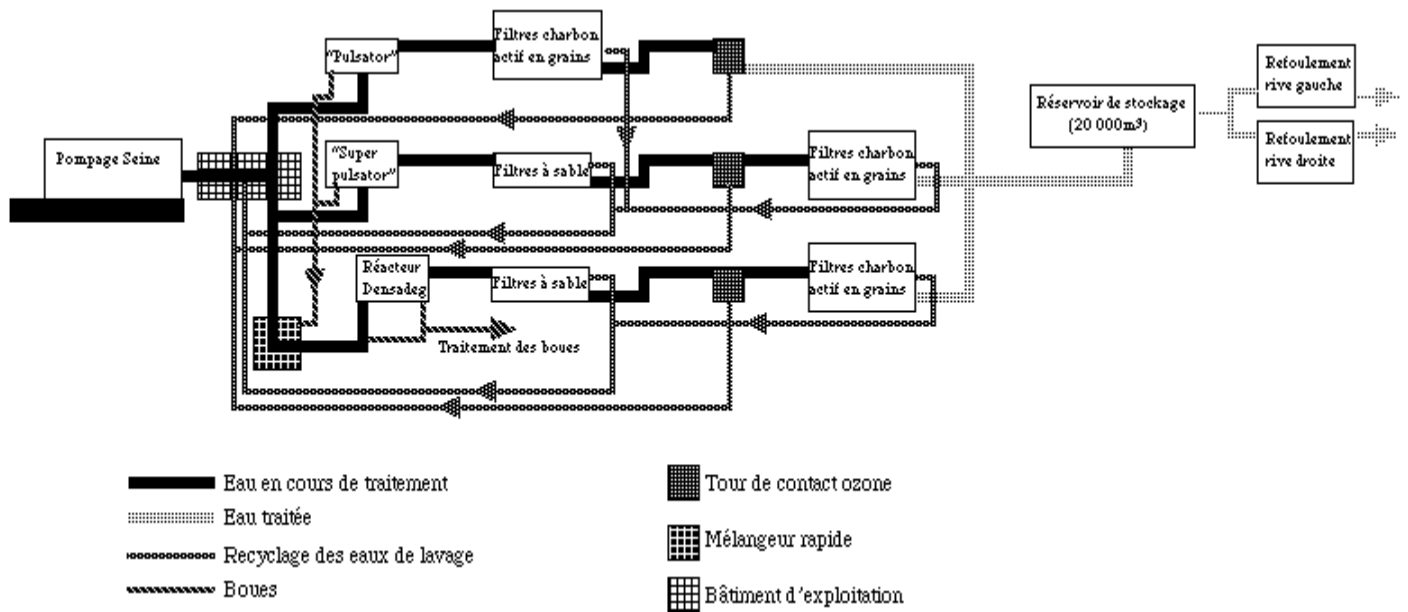 "Pulsator"
Filtres charbon
actif en grains
Pompage Seine
"Super
pulsator"
Filtres à sable
Filtres charbon
actif en grains
Réservoir de stockage
(20 000m³)
Refoulement
rive gauche
Refoulement
rive droite
Réacteur
Densadeg
Filtres à sable
Filtres charbon
actif en grains
Traitement des boues
Eau en cours de traitement
Eau traitée
Recyclage des eaux de lavage
Boues
Tour de contact ozone
Mélangeur rapide
Bâtiment d'exploitation